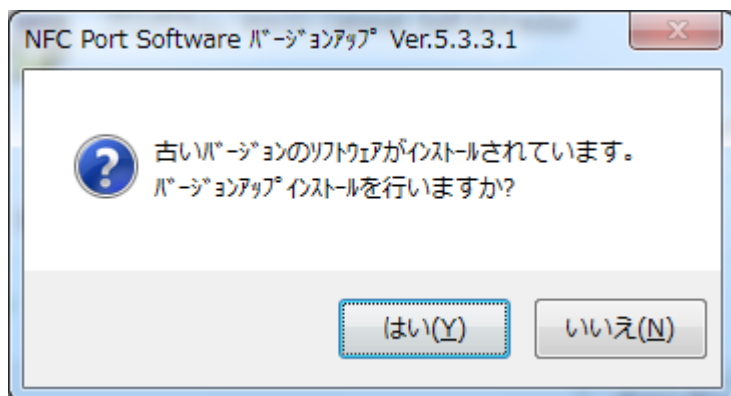 NFC Port Software ﾊﾞｰｼﾞｮﾝｱｯﾌﾟ Ver.5.3.3.1
古いﾊﾞｰｼﾞｮﾝのｿﾌﾄｳｪｱがｲﾝｽﾄｰﾙされています。
ﾊﾞｰｼﾞｮﾝｱｯﾌﾟｲﾝｽﾄｰﾙを行いますか?
はい(Y)
いいえ(N)